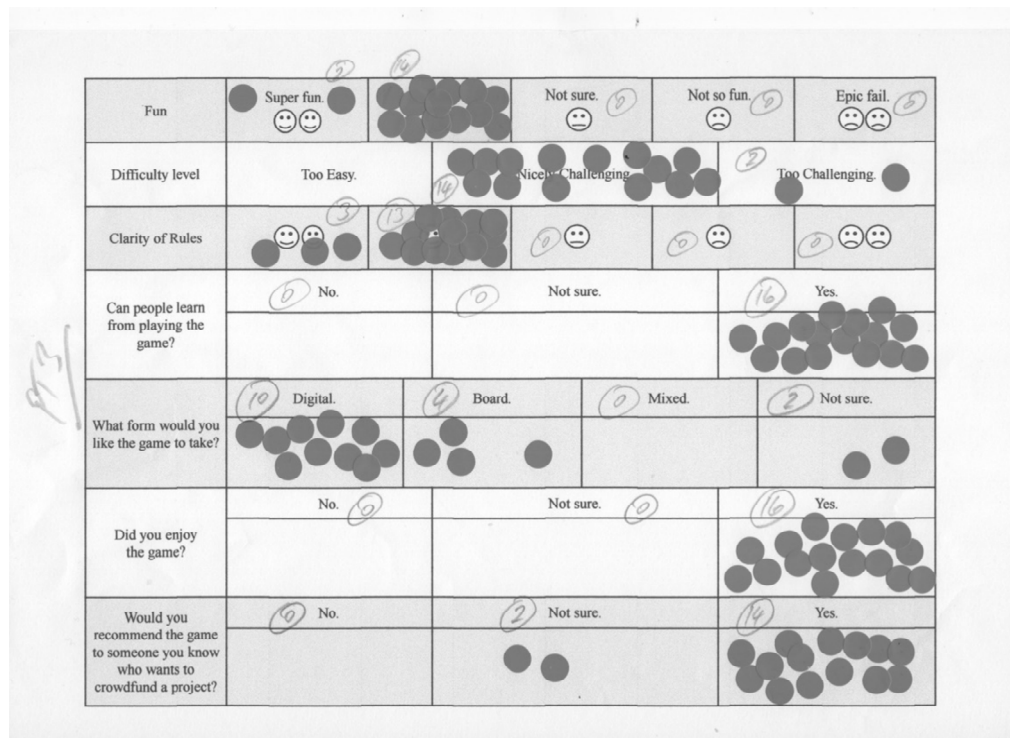 2 14
Fun Super fun. Not sure. 0 Not so fun. 0 Epic fail. 0
Difficulty level Too Easy. 14 Nicely Challenging. 2 Too Challenging.
Clarity of Rules 3 13 0 0 0
0 No. 0 Not sure. 16 Yes.
Can people learn
from playing the
game?
PT3
10 Digital. 4 Board. 0 Mixed. 2 Not sure.
What form would you
like the game to take?
No. 0 Not sure. 0 16 Yes.
Did you enjoy
the game?
0 No. 2 Not sure. 14 Yes.
Would you
recommend the game
to someone you know
who wants to
crowdfund a project?